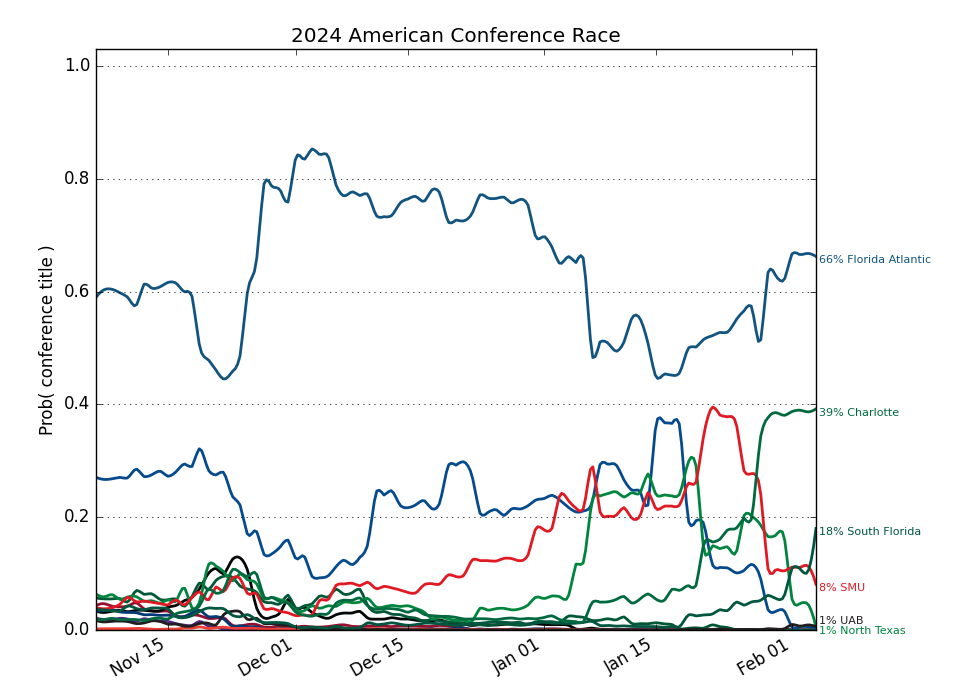 2024 American Conference Race
Prob( conference title )
1.0
0.8
0.6
0.4
0.2
0.0
Nov 15
Dec 01
Dec 15
Jan 01
Jan 15
Feb 01
66% Florida Atlantic
39% Charlotte
18% South Florida
8% SMU
1% UAB
1% North Texas